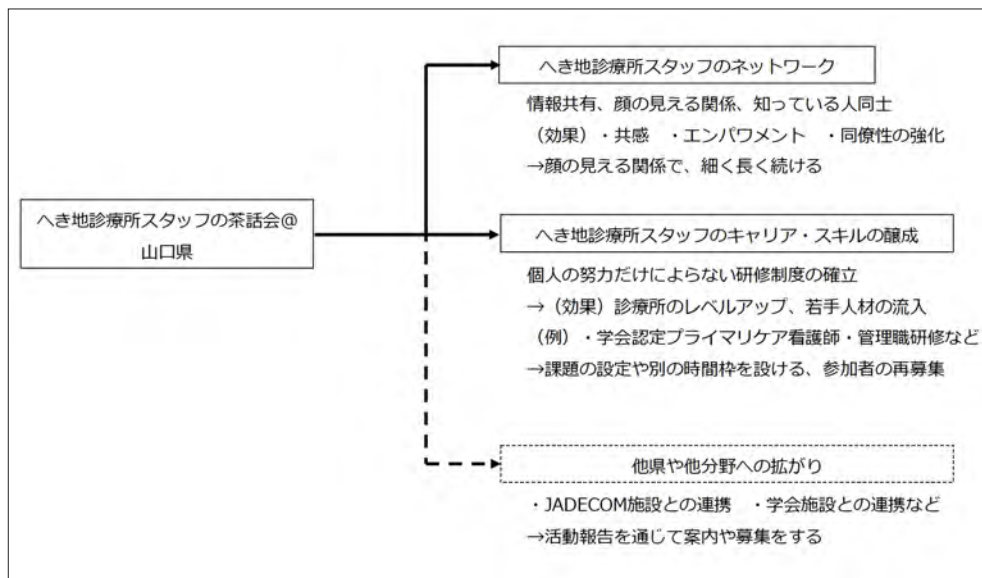 へき地診療所スタッフのネットワーク
情報共有、顔の見える関係、知っている人同士
（効果）・共感　・エンパワメント　・同僚性の強化
→顔の見える関係で、細く長く続ける
へき地診療所スタッフの茶話会@
山口県
へき地診療所スタッフのキャリア・スキルの醸成
個人の努力だけによらない研修制度の確立
→（効果）診療所のレベルアップ、若手人材の流入
（例）・学会認定プライマリケア看護師・管理職研修など
→課題の設定や別の時間枠を設ける、参加者の再募集
他県や他分野への拡がり
・JADECOM施設との連携　・学会施設との連携など
→活動報告を通じて案内や募集をする